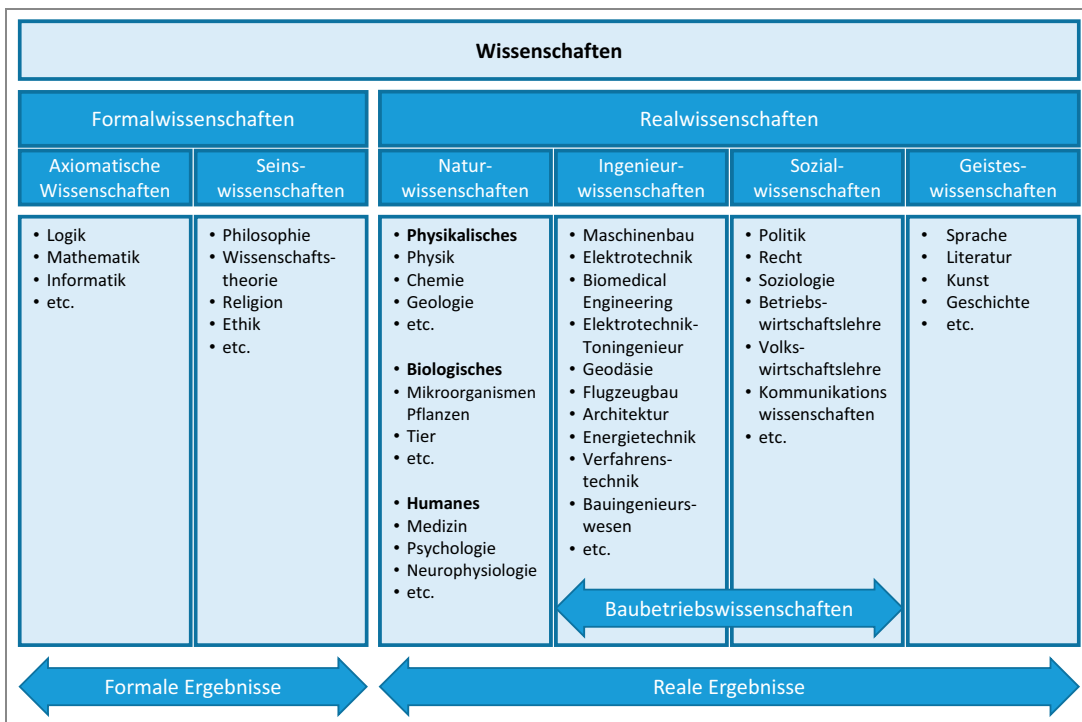 Wissenschaften
Formalwissenschaften
Realwissenschaften
Axiomatische
Wissenschaften
Seins-
wissenschaften
Natur-
wissenschaften
Ingenieur-
wissenschaften
Sozial-
wissenschaften
Geistes-
wissenschaften
• Logik
• Mathematik
• Informatik
• etc.
• Philosophie
• Wissenschafts-
theorie
• Religion
• Ethik
• etc.
• Physikalisches
• Physik
• Chemie
• Geologie
• etc.
• Biologisches
• Mikroorganismen
Pflanzen
• Tier
• etc.
• Humanes
• Medizin
• Psychologie
• Neurophysiologie
• etc.
• Maschinenbau
• Elektrotechnik
• Biomedical
Engineering
• Elektrotechnik-
Toningenieur
• Geodäsie
• Flugzeugbau
• Architektur
• Energietechnik
• Verfahrens-
technik
• Bauingenieurs-
wesen
• etc.
• Politik
• Recht
• Soziologie
• Betriebs-
wirtschaftslehre
• Volks-
wirtschaftslehre
• Kommunikations
wissenschaften
• etc.
• Sprache
• Literatur
• Kunst
• Geschichte
• etc.
Baubetriebswissenschaften
Formale Ergebnisse
Reale Ergebnisse